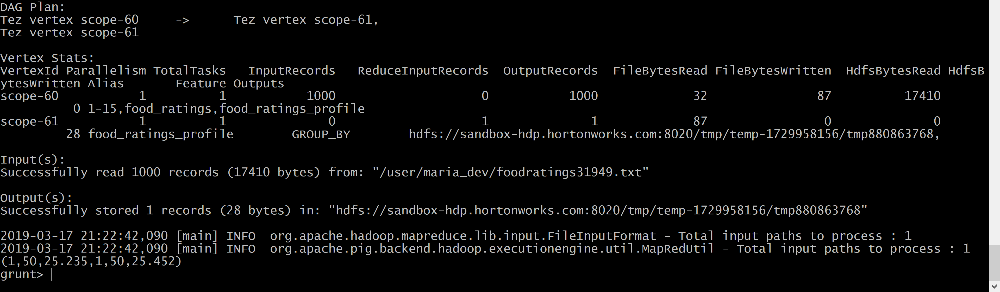 DAG Plan:
Tez vertex scope-60     ->      Tez vertex scope-61,
Tez vertex scope-61
Vertex Stats:
VertexId Parallelism TotalTasks   InputRecords   ReduceInputRecords  OutputRecords  FileBytesRead FileBytesWritten  HdfsBytesRead HdfsB
ytesWritten Alias       Feature Outputs
scope-60           1          1           1000                    0           1000             32               87          17410
          0 1-15,food_ratings,food_ratings_profile
scope-61           1          1              0                    1              1             87                0              0
         28 food_ratings_profile        GROUP_BY        hdfs://sandbox-hdp.hortonworks.com:8020/tmp/temp-1729958156/tmp880863768,
Input(s):
Successfully read 1000 records (17410 bytes) from: "/user/maria_dev/foodratings31949.txt"
Output(s):
Successfully stored 1 records (28 bytes) in: "hdfs://sandbox-hdp.hortonworks.com:8020/tmp/temp-1729958156/tmp880863768"
2019-03-17 21:22:42,090 [main] INFO  org.apache.hadoop.mapreduce.lib.input.FileInputFormat - Total input paths to process : 1
2019-03-17 21:22:42,090 [main] INFO  org.apache.pig.backend.hadoop.executionengine.util.MapRedUtil - Total input paths to process : 1
(1,50,25.235,1,50,25.452)
grunt>